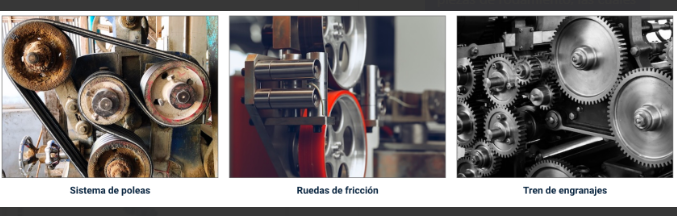 Sistema de poleas
Ruedas de fricción
Tren de engranajes